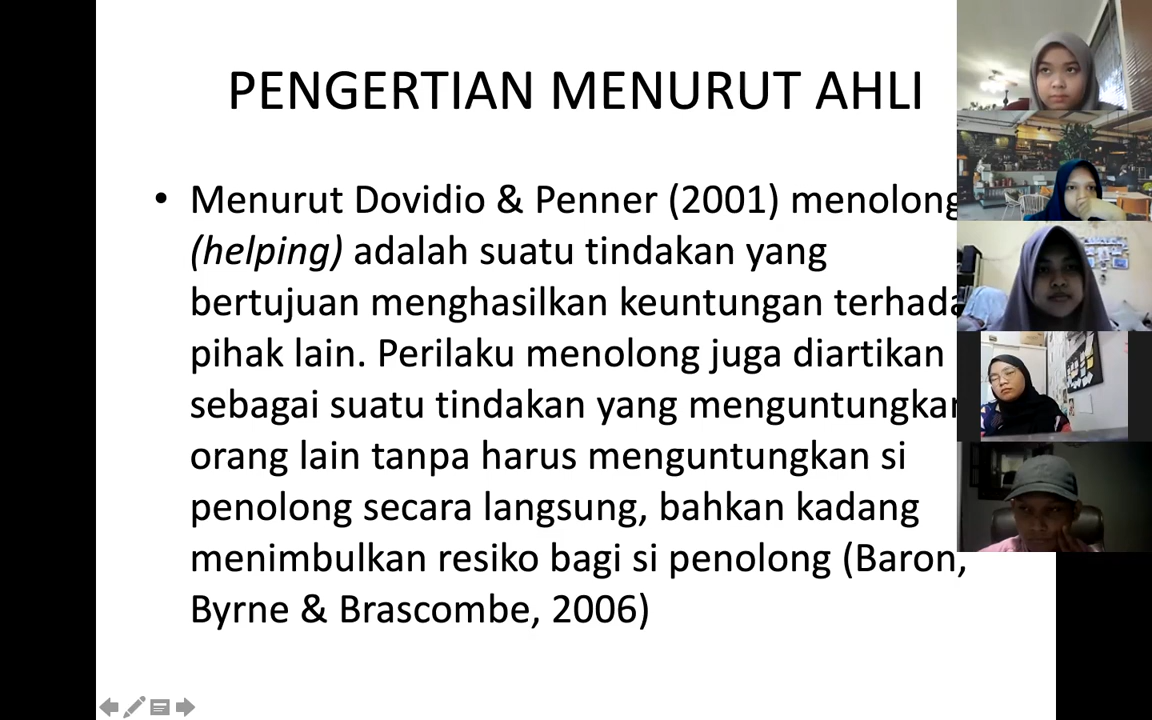 PENGERTIAN MENURUT AHLI
• Menurut Dovidio & Penner (2001) menolong
(helping) adalah suatu tindakan yang
bertujuan menghasilkan keuntungan terhada
pihak lain. Perilaku menolong juga diartikan
sebagai suatu tindakan yang menguntungkan
orang lain tanpa harus menguntungkan si
penolong secara langsung, bahkan kadang
menimbulkan resiko bagi si penolong (Baron,
Byrne & Brascombe, 2006)